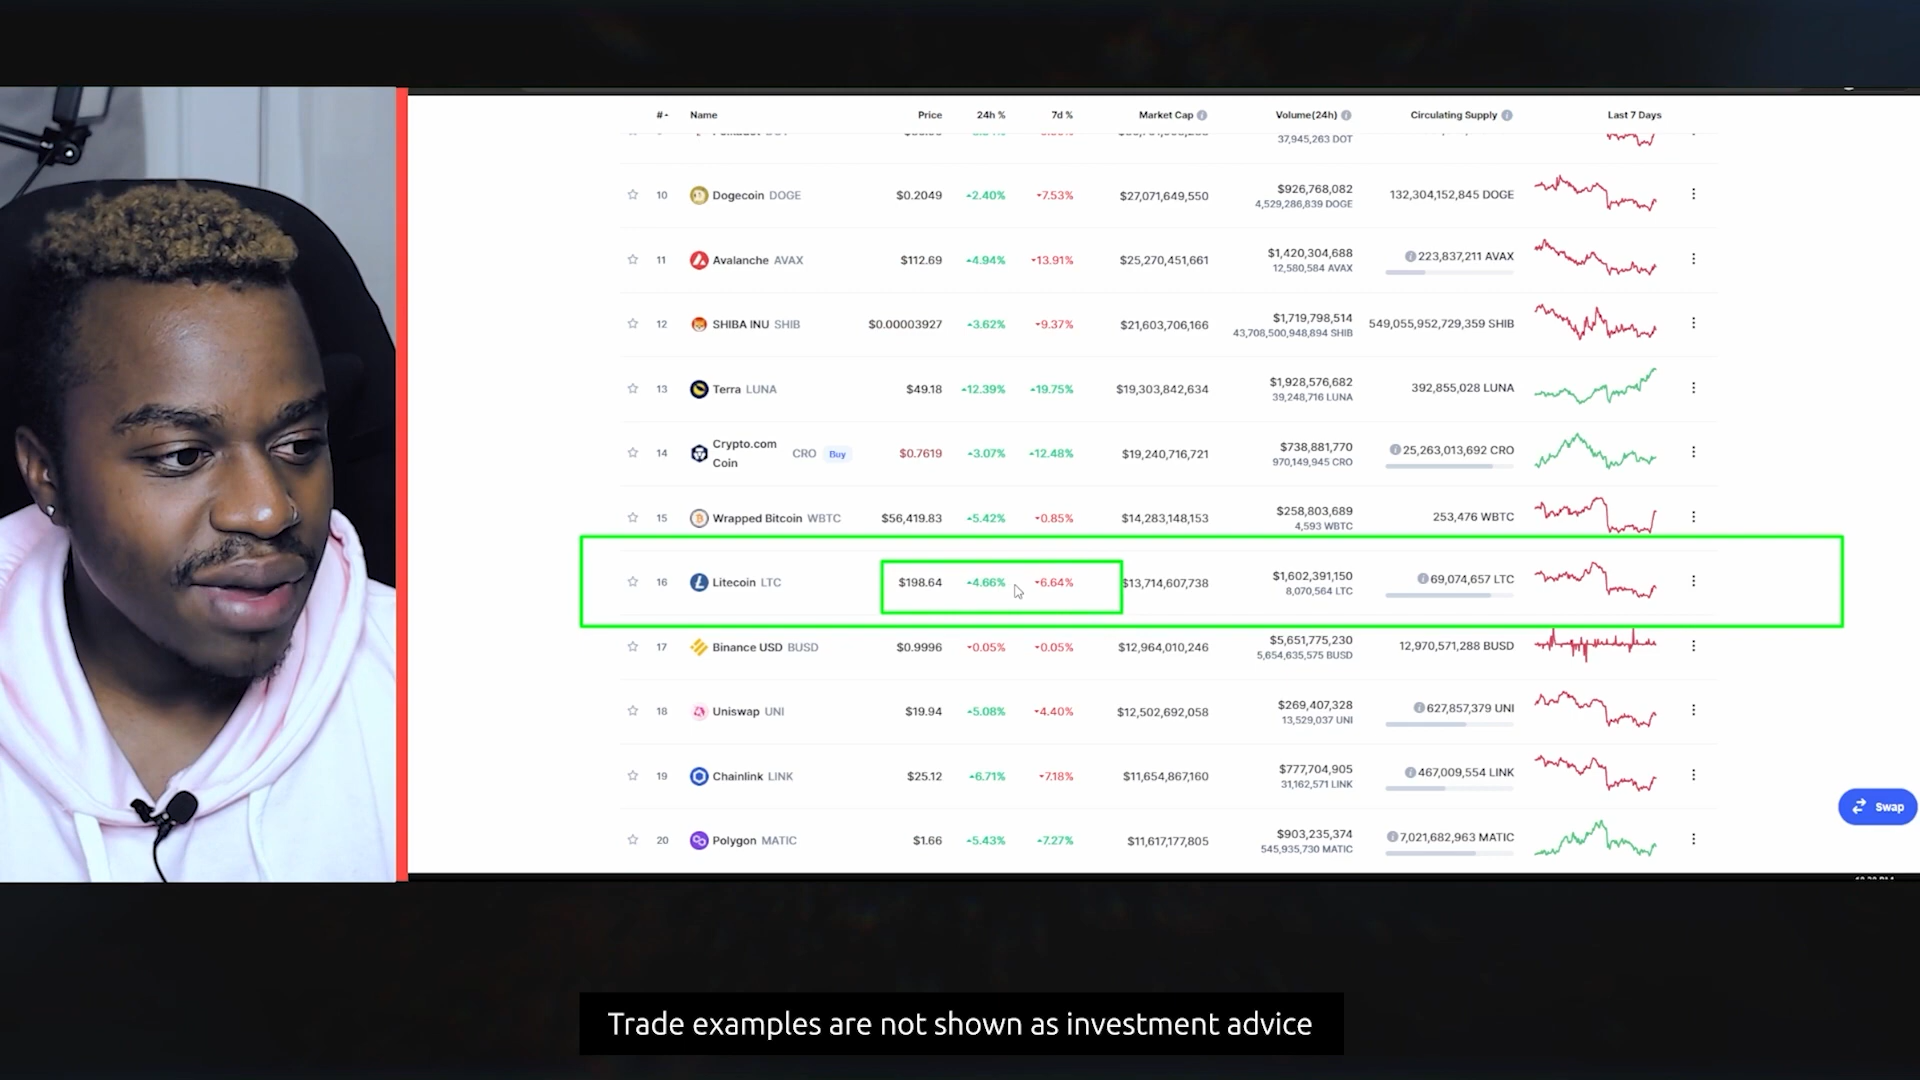 #
Name
Price
24h %
7d %
Market Cap
Volume(24h)
Circulating Supply
Last 7 Days
37,945,263 DOT
10 Dogecoin DOGE $0.2049 2.40% 7.53% $27,071,649,550 $926,768,082 132,304,152,845 DOGE
4,529,286,839 DOGE
11 Avalanche AVAX $112.69 4.94% 13.91% $25,270,451,661 $1,420,304,688 223,837,211 AVAX
12,580,584 AVAX
12 SHIBA INU SHIB $0.00003927 3.62% 9.37% $21,603,706,166 $1,719,798,514 549,055,952,729,359 SHIB
43,708,500,948,894 SHIB
13 Terra LUNA $49.18 12.39% 19.75% $19,303,842,634 $1,928,576,682 392,855,028 LUNA
39,248,716 LUNA
14 Crypto.com Coin CRO Buy $0.7619 3.07% 12.48% $19,240,716,721 $738,881,770 25,263,013,692 CRO
970,149,945 CRO
15 Wrapped Bitcoin WBTC $56,419.83 5.42% 0.85% $14,283,148,153 $258,803,689 253,476 WBTC
4,593 WBTC
16 Litecoin LTC $198.64 4.66% 6.64% $13,714,607,738 $1,602,391,150 69,074,657 LTC
8,070,564 LTC
17 Binance USD BUSD $0.9996 0.05% 0.05% $12,964,010,246 $5,651,775,230 12,970,571,288 BUSD
5,654,635,575 BUSD
18 Uniswap UNI $19.94 5.08% 4.40% $12,502,692,058 $269,407,328 627,857,379 UNI
13,529,037 UNI
19 Chainlink LINK $25.12 6.71% 7.18% $11,654,867,160 $777,704,905 467,009,554 LINK
31,162,571 LINK
20 Polygon MATIC $1.66 5.43% 7.27% $11,617,177,805 $903,235,374 7,021,682,963 MATIC
545,935,730 MATIC
Swap
Trade examples are not shown as investment advice